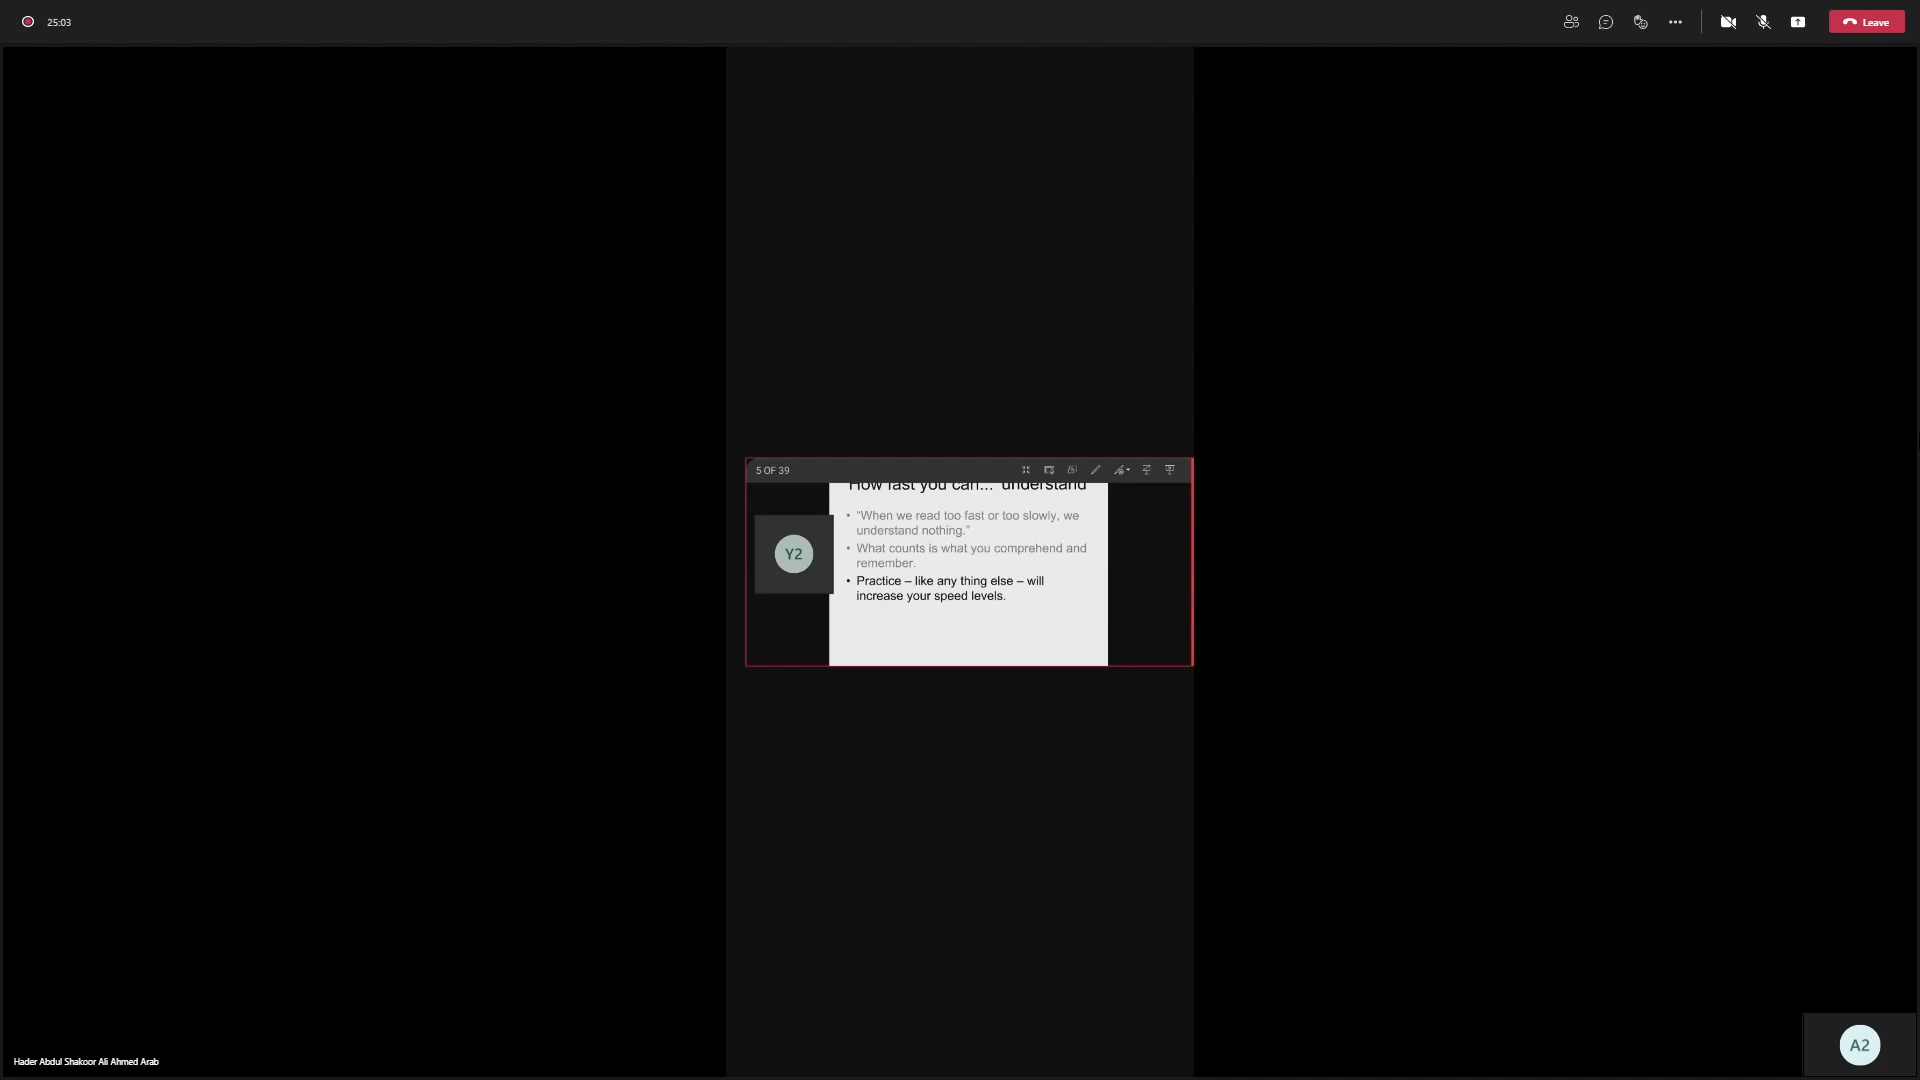 25:03
Leave
5 OF 39
How fast you can... understand
Y2
• "When we read too fast or too slowly, we
understand nothing."
• What counts is what you comprehend and
remember.
• Practice – like any thing else – will
increase your speed levels.
Hader Abdul Shakoor Ali Ahmed Arab
A2